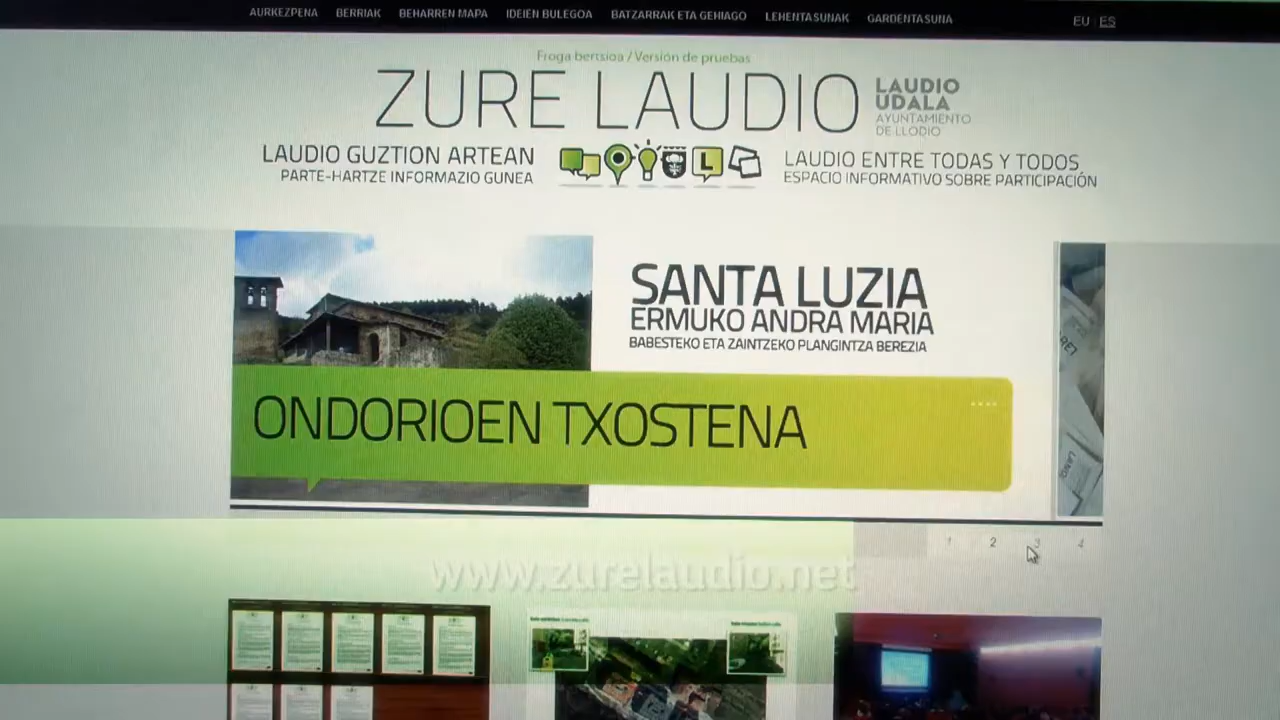 AURKEZPENA BERRIAK BEHARREN MAPA IDEIEN BULEGOA BATZARRAK ETA GEHIAGO LEHENTASUNAK GARDENTASUNA EU ES
Froga bertsioa / Versión de pruebas
ZURE LAUDIO
LAUDIO
UDALA
AYUNTAMIENTO
DE LLODIO
LAUDIO GUZTION ARTEAN
PARTE-HARTZE INFORMAZIO GUNEA
L
LAUDIO ENTRE TODAS Y TODOS
ESPACIO INFORMATIVO SOBRE PARTICIPACIÓN
SANTA LUZIA
ERMUKO ANDRA MARIA
BABESTEKO ETA ZAINTZEKO PLANGINTZA BEREZIA
ONDORIOEN TXOSTENA
1 2 3 4
www.zurelaudio.net